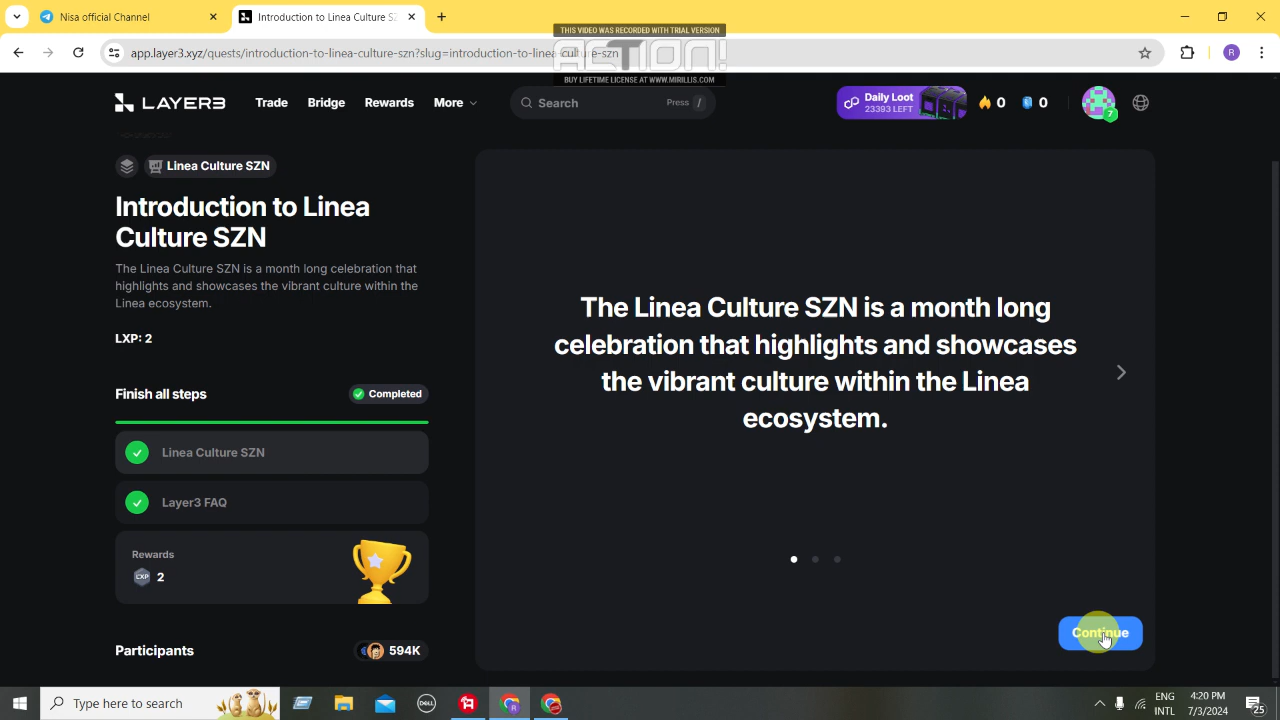 Nisa official Channel
Introduction to Linea Culture S
THIS VIDEO WAS RECORDED WITH TRIAL VERSION
ACTION!
BUY LIFETIME LICENSE AT WWW.MIRILLIS.COM
app.layer3.xyz/quests/introduction-to-linea-culture-szn?slug=introduction-to-linea-culture-szn
R
LAYER3
Trade
Bridge
Rewards
More
Search
Press /
Daily Loot
23393 LEFT
0
0
7
Linea Culture SZN
Introduction to Linea
Culture SZN
The Linea Culture SZN is a month long celebration that
highlights and showcases the vibrant culture within the
Linea ecosystem.
LXP: 2
Finish all steps
Completed
Linea Culture SZN
Layer3 FAQ
Rewards
LXP 2
Participants
594K
The Linea Culture SZN is a month long
celebration that highlights and showcases
the vibrant culture within the Linea
ecosystem.
Continue
Type here to search
DELL
R
ENG
INTL
4:20 PM
7/3/2024
25